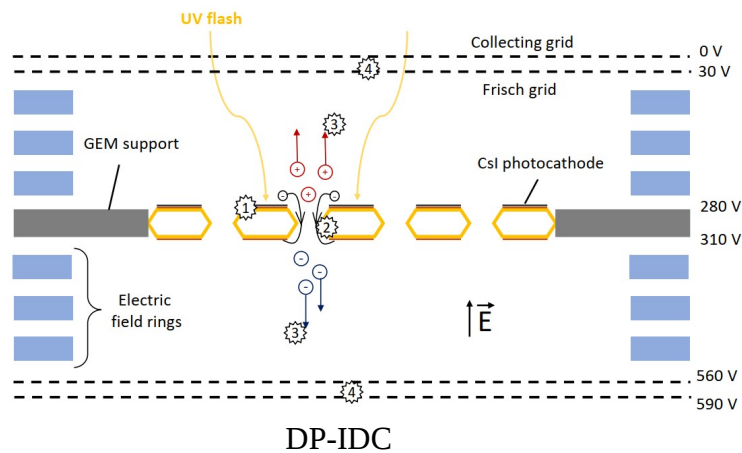 UV flash
Collecting grid
0 V
30 V
4
Frisch grid
3
GEM support
CsI photocathode
+ +
- + -
1
280 V
2
310 V
-
-
-
Electric
field rings
3
E
560 V
4
590 V
DP-IDC